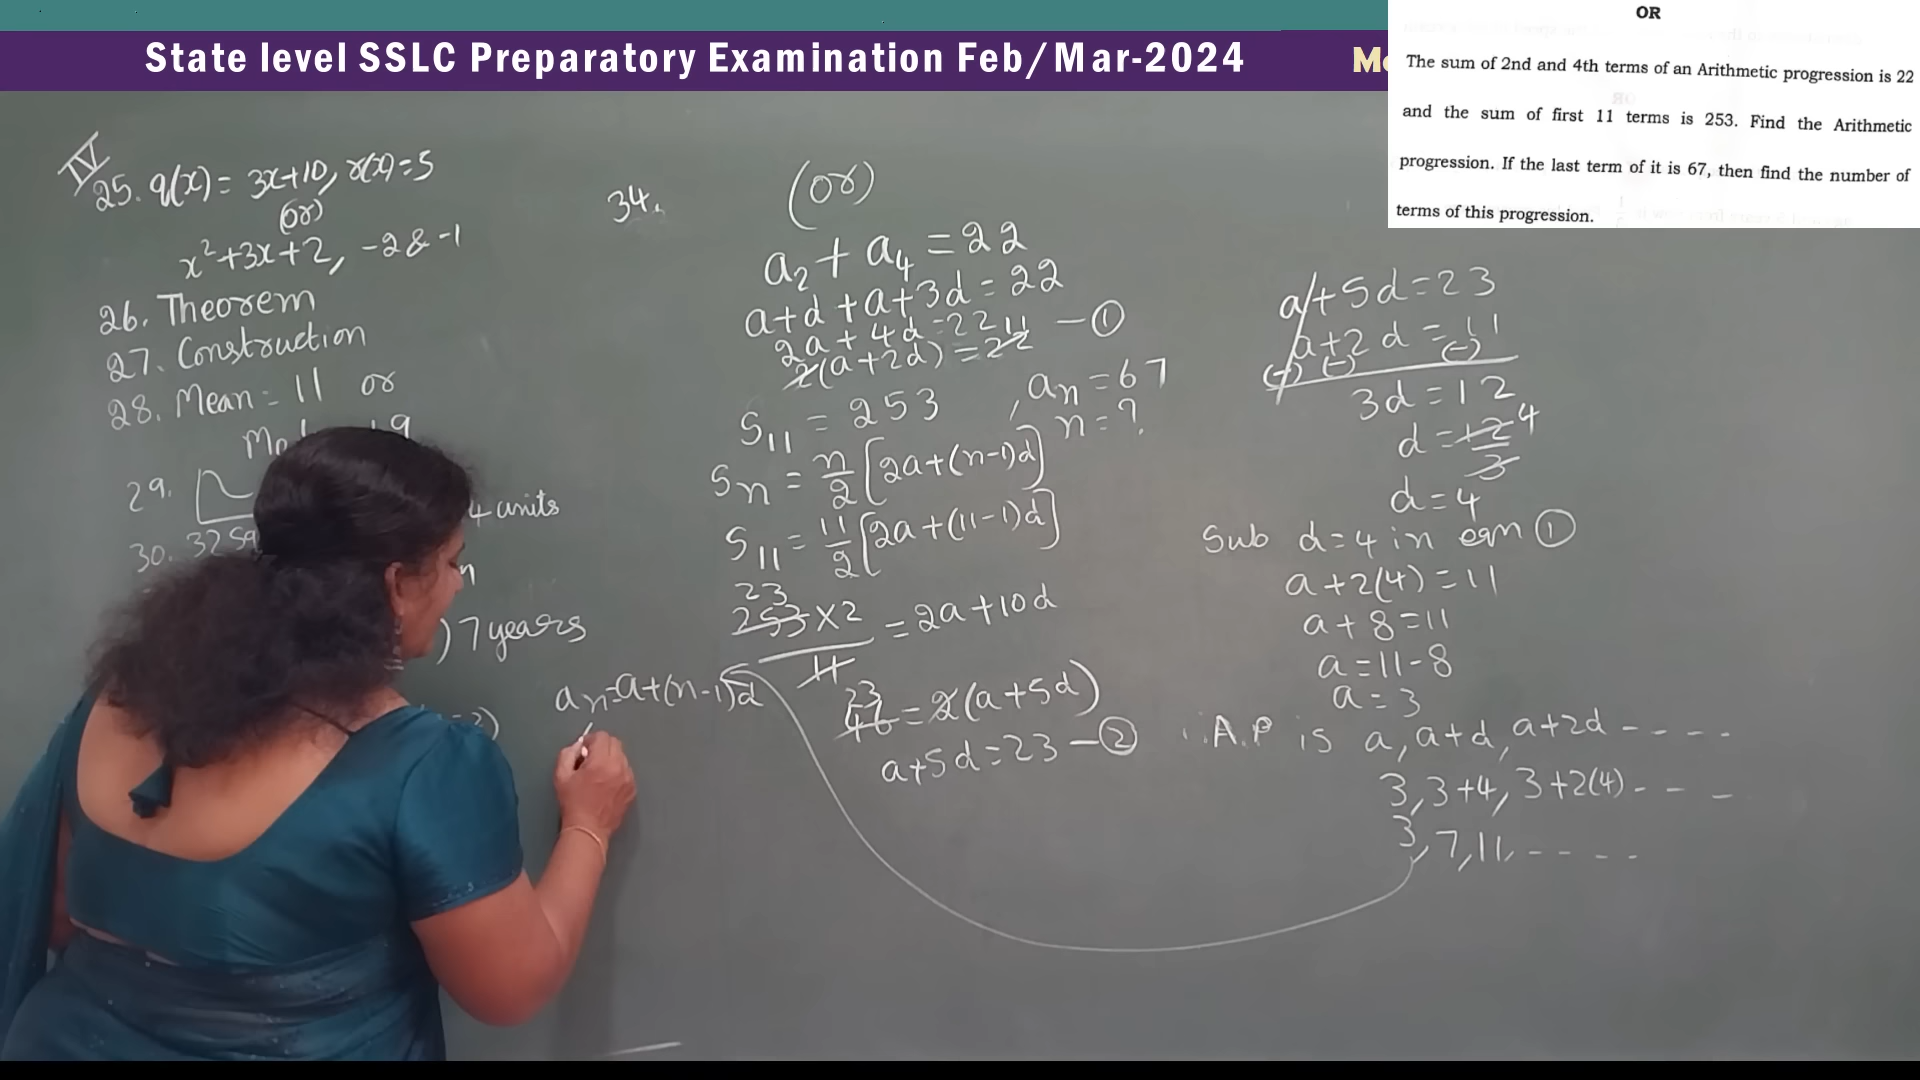 State level SSLC Preparatory Examination Feb/Mar-2024
OR
The sum of 2nd and 4th terms of an Arithmetic progression is 22
and the sum of first 11 terms is 253. Find the Arithmetic
progression. If the last term of it is 67, then find the number of
terms of this progression.
IV
25. q(x) = 3x+10, r(x)=5
(or)
x²+3x+2, -2 & -1
26. Theorem
27. Construction
28. Mean = 11 or
29.
4 units
30.
) 7 years
34.
(or)
a₂ + a₄ = 22
a+d+a+3d=22
2a+4d=22
2(a+2d)=22 11 — ①
S₁₁ = 253, aₙ = 67
n = ?
Sₙ = n/2 [2a+(n-1)d]
S₁₁ = 11/2 [2a+(11-1)d]
23
253×2/11 = 2a+10d
23
46 = 2(a+5d)
a+5d=23 — ②
aₙ=a+(n-1)d
a+5d=23
a+2d=11
(-) (-) (-)
3d=12
d=12/3 4
d=4
Sub d=4 in eqn ①
a+2(4)=11
a+8=11
a=11-8
a=3
∴ A.P is a, a+d, a+2d ----
3, 3+4, 3+2(4) - - -
3, 7, 11, - - - -